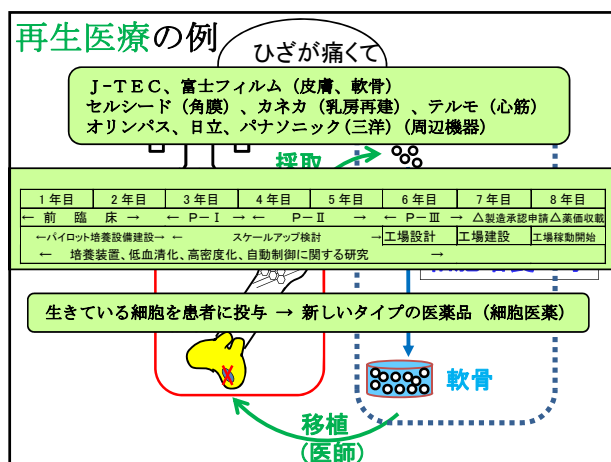 再生医療の例
ひざが痛くて
J-TEC、富士フィルム（皮膚、軟骨）
セルシード（角膜）、カネカ（乳房再建）、テルモ（心筋）
オリンパス、日立、パナソニック（三洋）（周辺機器）
採取
1年目 2年目 3年目 4年目 5年目 6年目 7年目 8年目
← 前 臨 床 → ← P－Ⅰ → ← P－Ⅱ → ← P－Ⅲ → △製造承認申請△薬価収載
←パイロット培養設備建設→ ← スケールアップ検討 → 工場設計 工場建設 工場稼動開始
← 培養装置、低血清化、高密度化、自動制御に関する研究 →
生きている細胞を患者に投与 → 新しいタイプの医薬品（細胞医薬）
軟骨
移植
（医師）